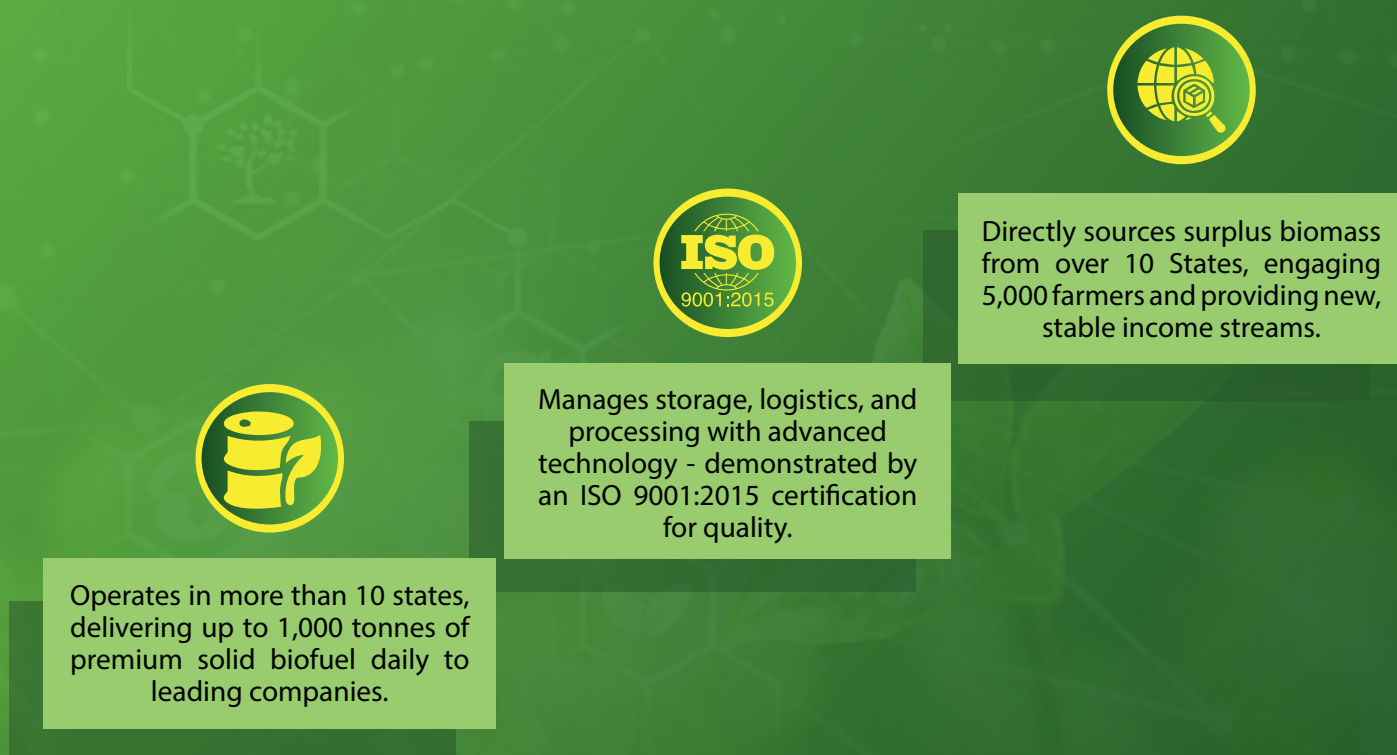 Operates in more than 10 states,
delivering up to 1,000 tonnes of
premium solid biofuel daily to
leading companies.
ISO
9001:2015
Manages storage, logistics, and
processing with advanced
technology - demonstrated by
an ISO 9001:2015 certification
for quality.
Directly sources surplus biomass
from over 10 States, engaging
5,000 farmers and providing new,
stable income streams.